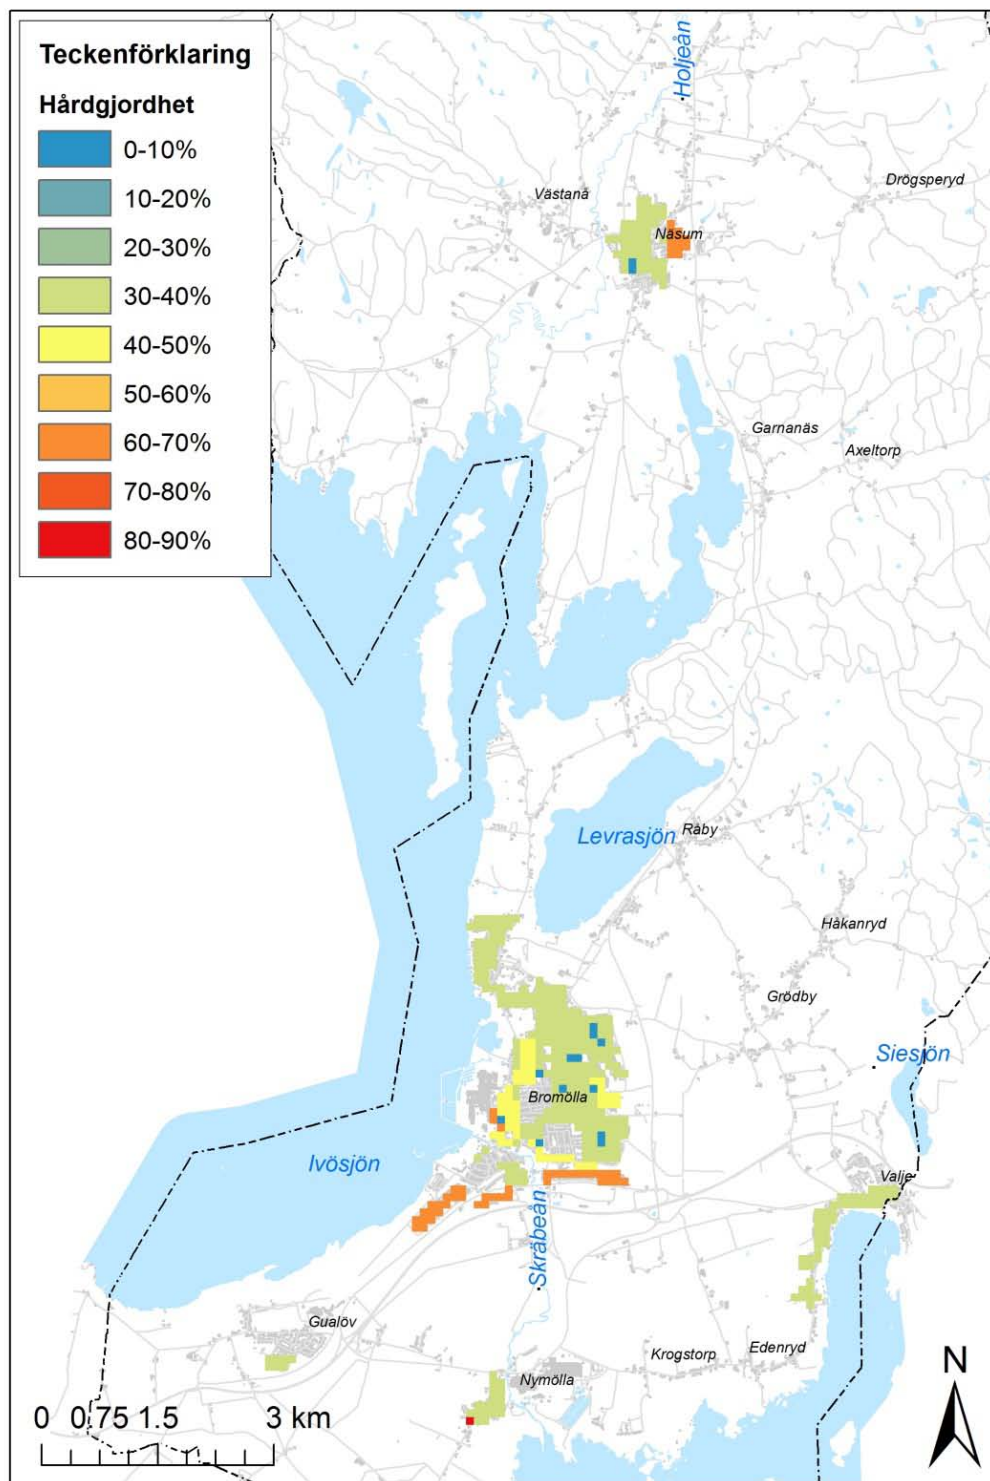 Teckenförklaring
Hårdgjordhet
0-10%
10-20%
20-30%
30-40%
40-50%
50-60%
60-70%
70-80%
80-90%
Holjeån
Drögsperyd
Västanå
Näsum
Garnanäs
Axeltorp
Levrasjön
Råby
Håkanryd
Grödby
Siesjön
Bromölla
Ivösjön
Valje
Skräbeån
Gualöv
Krogstorp
Edenryd
Nymölla
N
0 0,75 1.5 3 km